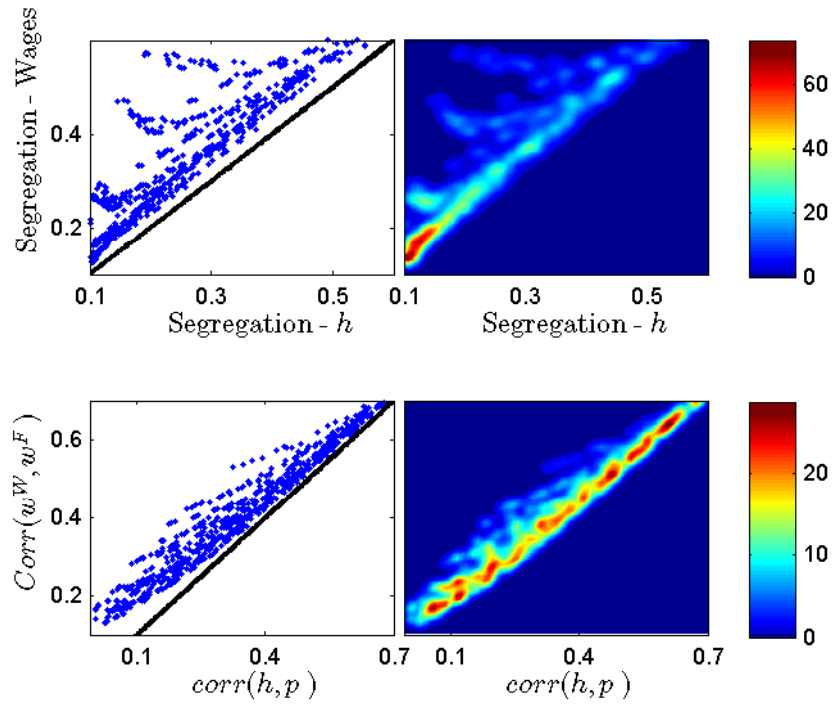 Segregation - Wages
0.4
0.2
0.1 0.3 0.5
Segregation - h
0.1 0.3 0.5
Segregation - h
60
40
20
0
Corr(w^W, w^F)
0.6
0.4
0.2
0.1 0.4 0.7
corr(h, p )
0.1 0.4 0.7
corr(h, p )
20
10
0